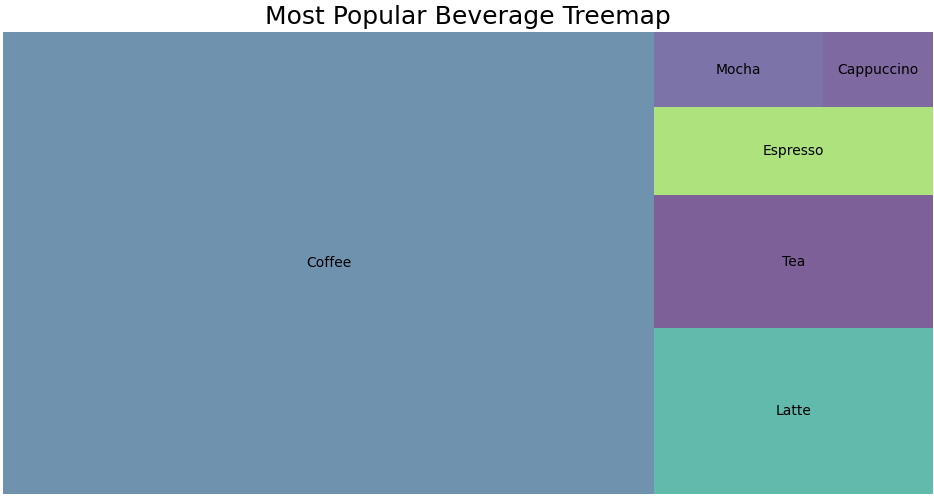 Most Popular Beverage Treemap
Mocha
Cappuccino
Espresso
Coffee
Tea
Latte